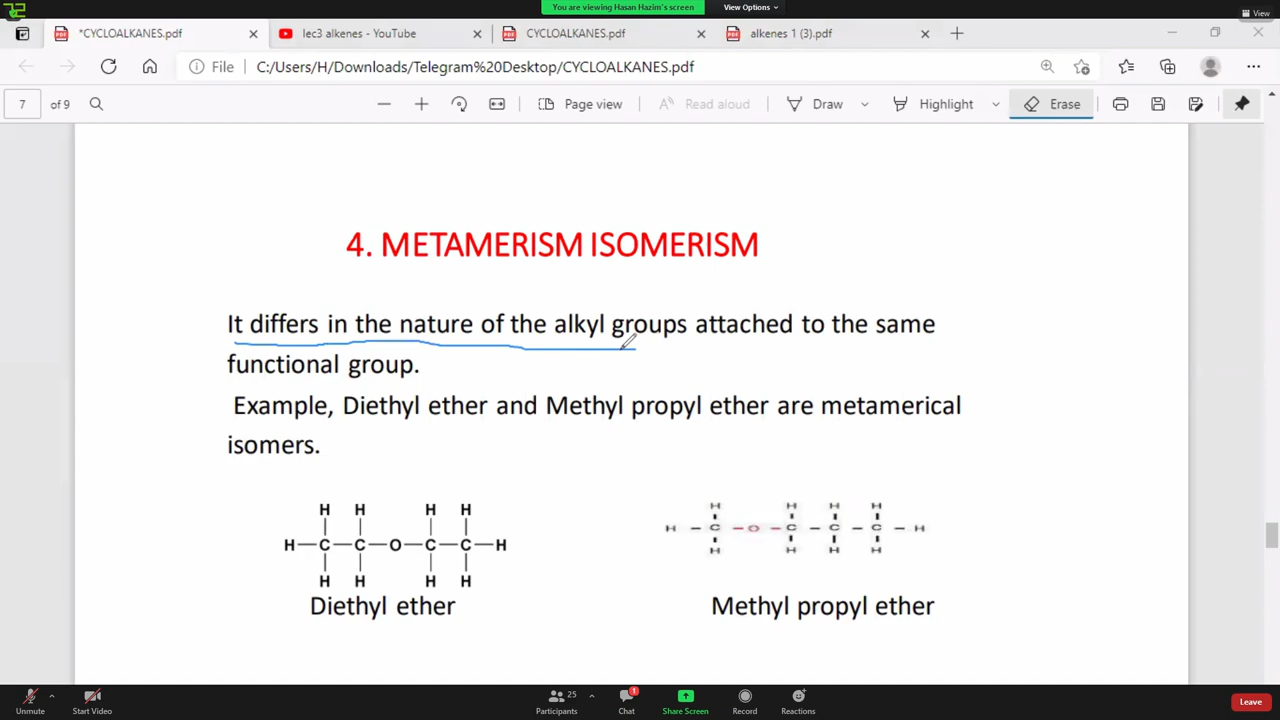 72
You are viewing Hasan Hazim's screen
View Options
View
*CYCLOALKANES.pdf
lec3 alkenes - YouTube
CYCLOALKANES.pdf
alkenes 1 (3).pdf
File
C:/Users/H/Downloads/Telegram%20Desktop/CYCLOALKANES.pdf
7 of 9
Page view
Read aloud
Draw
Highlight
Erase
4. METAMERISM ISOMERISM
It differs in the nature of the alkyl groups attached to the same
functional group.
Example, Diethyl ether and Methyl propyl ether are metamerical
isomers.
H H H H
H—C—C—O—C—C—H
H H H H
Diethyl ether
H H H H
H – C – O – C – C – C – H
H H H H
Methyl propyl ether
Unmute
Start Video
25
Participants
1
Chat
Share Screen
Record
Reactions
Leave